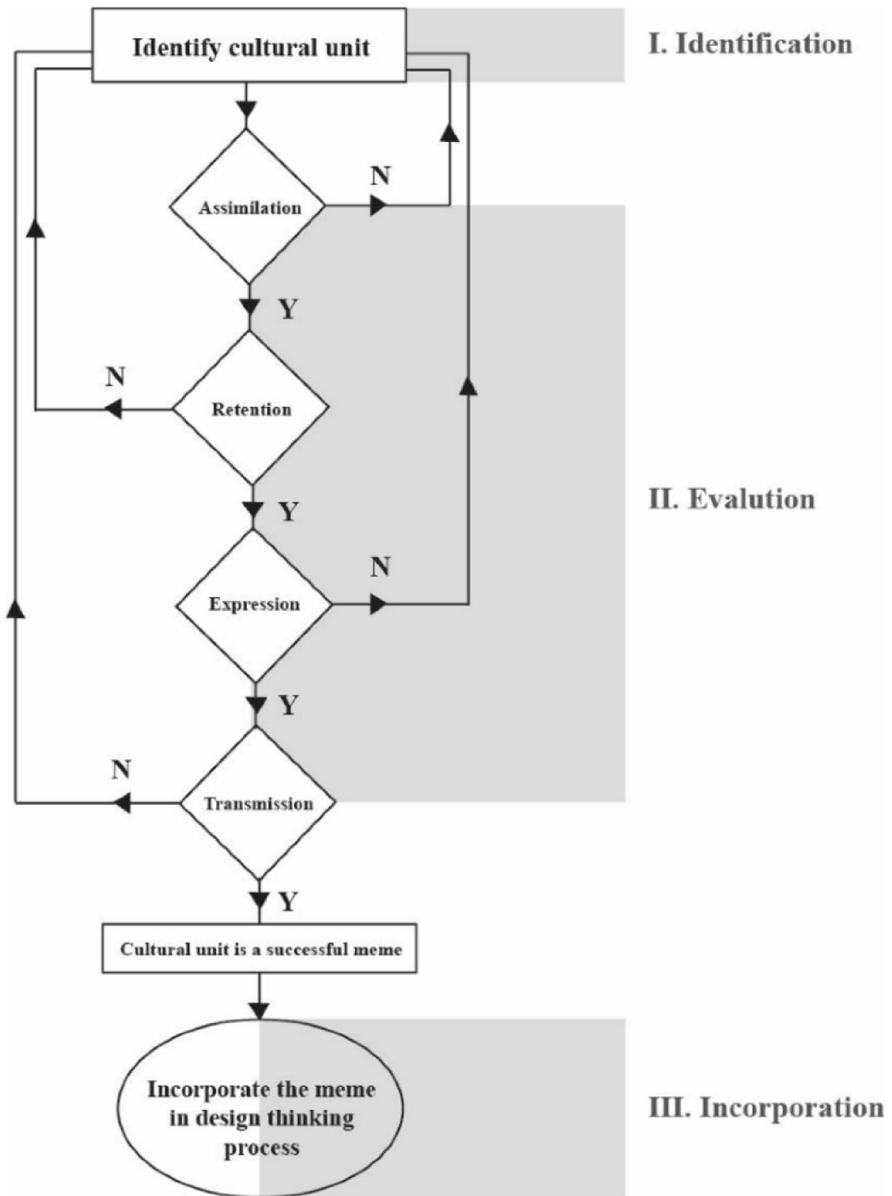 Identify cultural unit
I. Identification
N
Assimilation
Y
N
Retention
II. Evalution
Y
N
Expression
Y
N
Transmission
Y
Cultural unit is a successful meme
Incorporate the meme
in design thinking
process
III. Incorporation